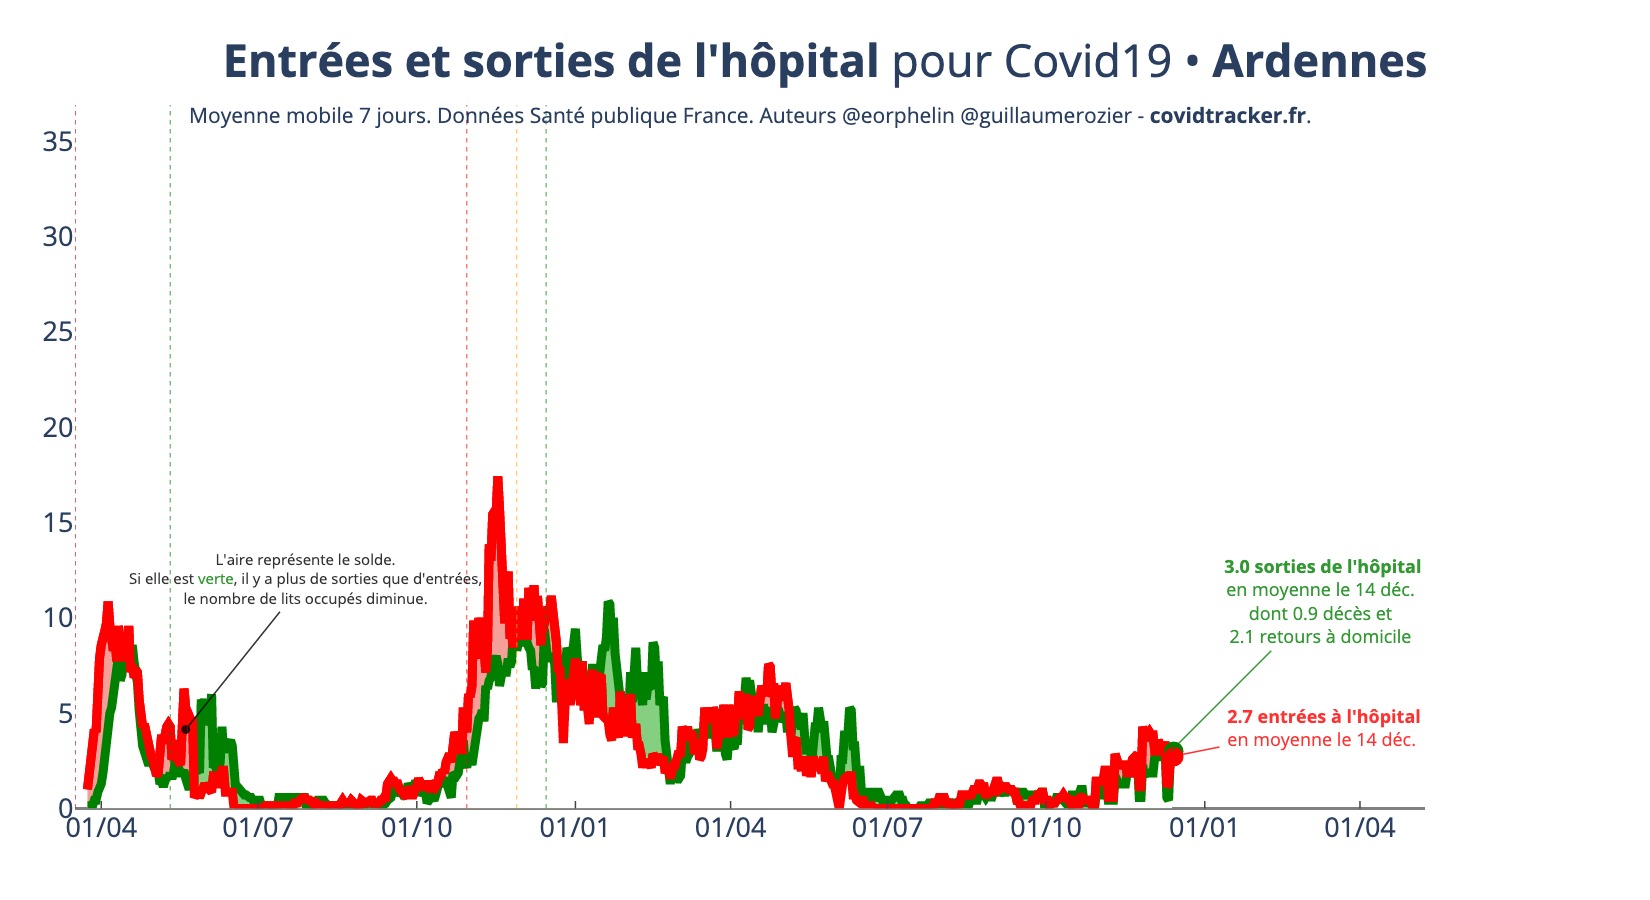 Entrées et sorties de l'hôpital pour Covid19 • Ardennes
Moyenne mobile 7 jours. Données Santé publique France. Auteurs @eorphelin @guillaumerozier - covidtracker.fr.
35
30
25
20
15
10
5
0
L'aire représente le solde.
Si elle est verte, il y a plus de sorties que d'entrées,
le nombre de lits occupés diminue.
3.0 sorties de l'hôpital
en moyenne le 14 déc.
dont 0.9 décès et
2.1 retours à domicile
2.7 entrées à l'hôpital
en moyenne le 14 déc.
01/04 01/07 01/10 01/01 01/04 01/07 01/10 01/01 01/04